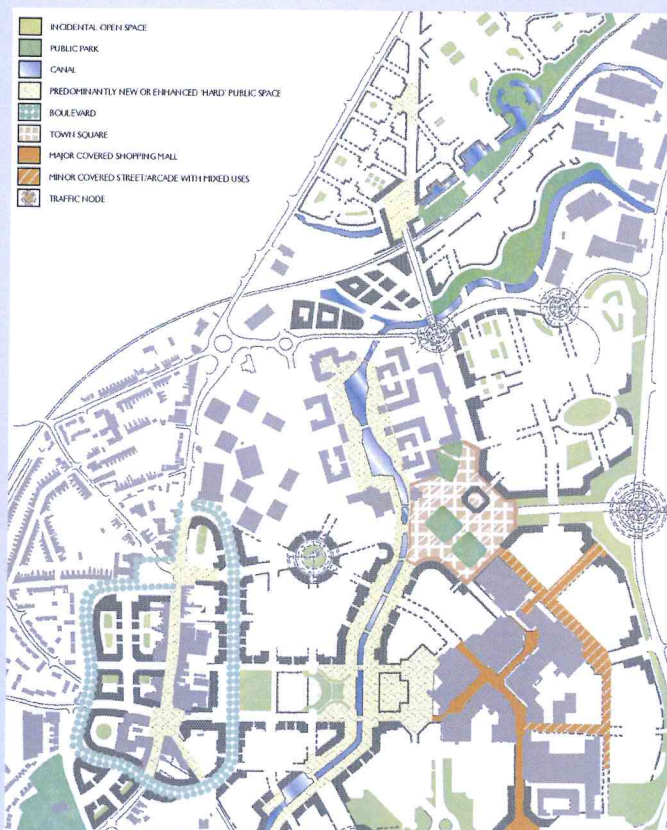 INCIDENTAL OPEN SPACE
PUBLIC PARK
CANAL
PREDOMINANTLY NEW OR ENHANCED 'HARD' PUBLIC SPACE
BOULEVARD
TOWN SQUARE
MAJOR COVERED SHOPPING MALL
MINOR COVERED STREET/ARCADE WITH MIXED USES
TRAFFIC NODE